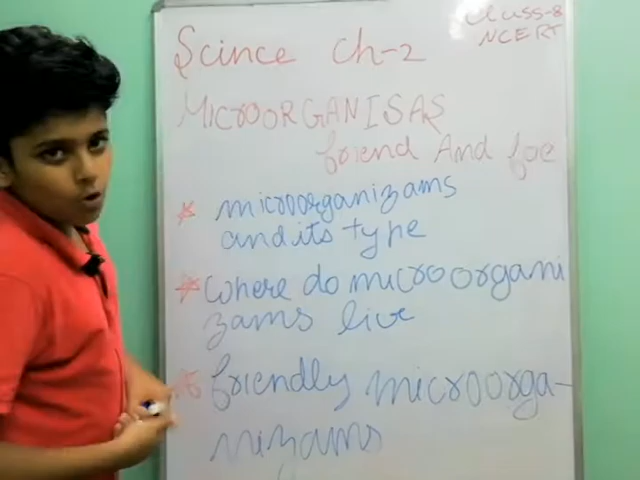 Class-8
NCERT
Scince Ch-2
MICROORGANISAS
friend And foe
* microorganizams
and its type
* where do microorgani
zams live
* friendly microorga-
nizams